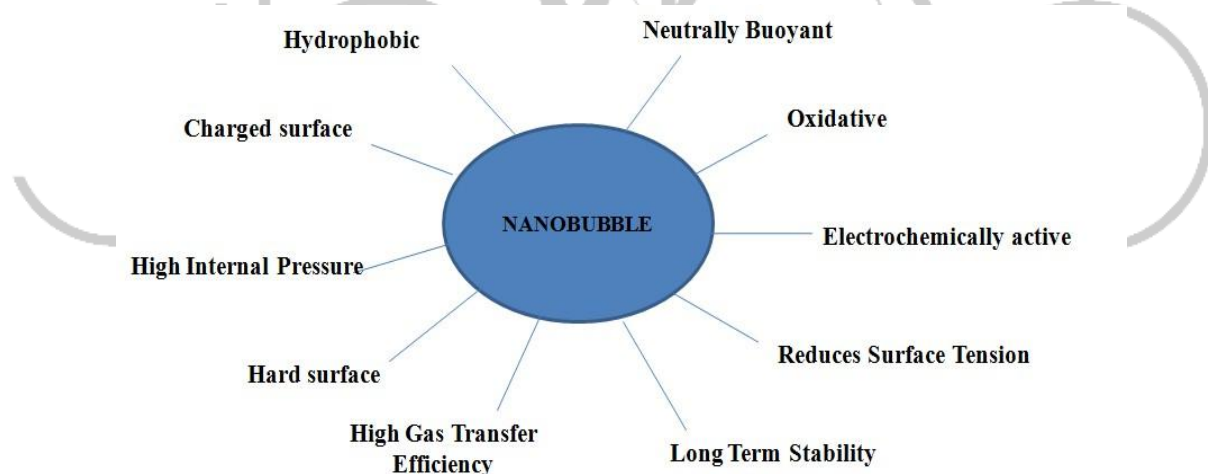 Hydrophobic
Neutrally Buoyant
Charged surface
Oxidative
NANOBUBBLE
Electrochemically active
High Internal Pressure
Reduces Surface Tension
Hard surface
High Gas Transfer
Efficiency
Long Term Stability